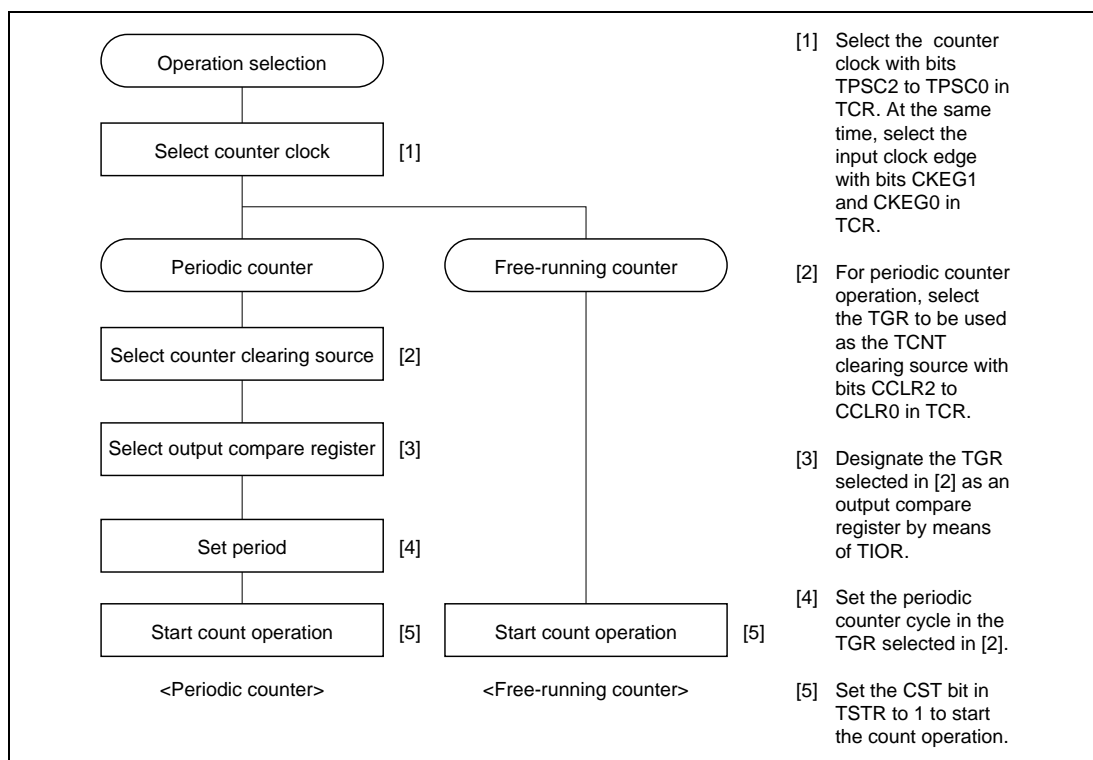 Operation selection
Select counter clock [1]
Periodic counter
Free-running counter
Select counter clearing source [2]
Select output compare register [3]
Set period [4]
Start count operation [5]
Start count operation [5]
<Periodic counter>
<Free-running counter>
[1] Select the counter
clock with bits
TPSC2 to TPSC0 in
TCR. At the same
time, select the
input clock edge
with bits CKEG1
and CKEG0 in
TCR.
[2] For periodic counter
operation, select
the TGR to be used
as the TCNT
clearing source with
bits CCLR2 to
CCLR0 in TCR.
[3] Designate the TGR
selected in [2] as an
output compare
register by means
of TIOR.
[4] Set the periodic
counter cycle in the
TGR selected in [2].
[5] Set the CST bit in
TSTR to 1 to start
the count operation.